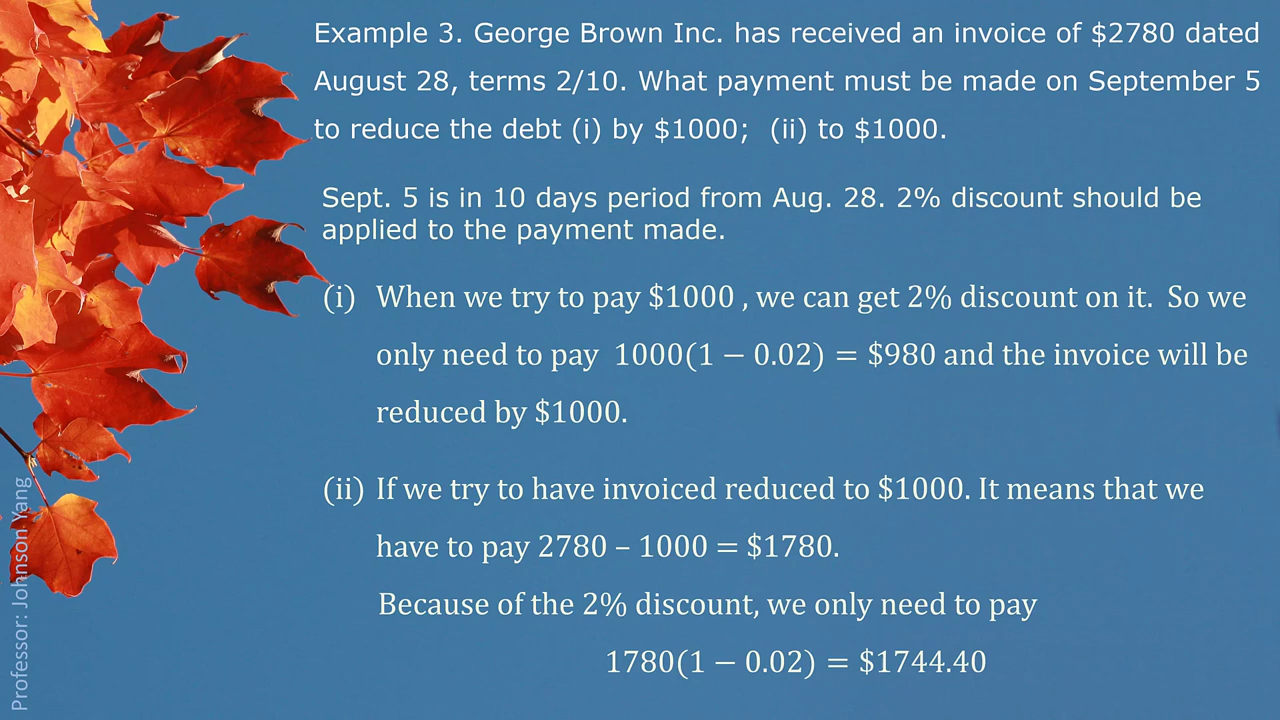 Example 3. George Brown Inc. has received an invoice of $2780 dated
August 28, terms 2/10. What payment must be made on September 5
to reduce the debt (i) by $1000; (ii) to $1000.
Sept. 5 is in 10 days period from Aug. 28. 2% discount should be
applied to the payment made.
(i) When we try to pay $1000 , we can get 2% discount on it. So we
only need to pay 1000(1 − 0.02) = $980 and the invoice will be
reduced by $1000.
(ii) If we try to have invoiced reduced to $1000. It means that we
have to pay 2780 – 1000 = $1780.
Because of the 2% discount, we only need to pay
1780(1 − 0.02) = $1744.40
Professor: Johnson Yang